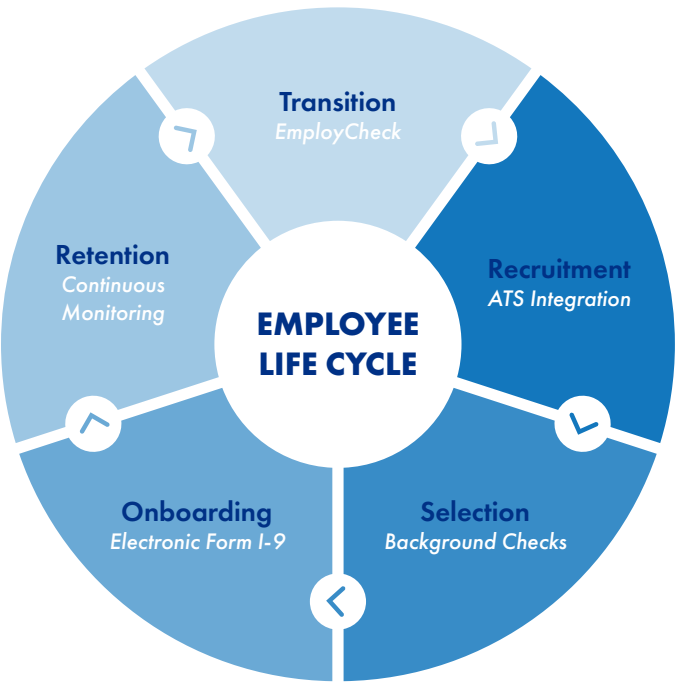 Transition
EmployCheck
Recruitment
ATS Integration
Selection
Background Checks
Onboarding
Electronic Form I-9
Retention
Continuous
Monitoring
EMPLOYEE
LIFE CYCLE